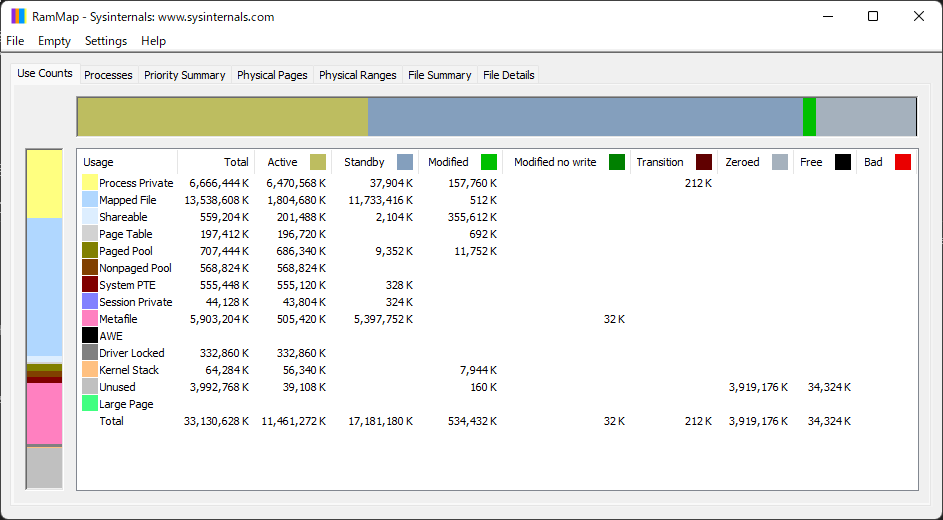 RamMap - Sysinternals: www.sysinternals.com
File Empty Settings Help
Use Counts Processes Priority Summary Physical Pages Physical Ranges File Summary File Details
Usage Total Active Standby Modified Modified no write Transition Zeroed Free Bad
Process Private 6,666,444 K 6,470,568 K 37,904 K 157,760 K 212 K
Mapped File 13,538,608 K 1,804,680 K 11,733,416 K 512 K
Shareable 559,204 K 201,488 K 2,104 K 355,612 K
Page Table 197,412 K 196,720 K 692 K
Paged Pool 707,444 K 686,340 K 9,352 K 11,752 K
Nonpaged Pool 568,824 K 568,824 K
System PTE 555,448 K 555,120 K 328 K
Session Private 44,128 K 43,804 K 324 K
Metafile 5,903,204 K 505,420 K 5,397,752 K 32 K
AWE
Driver Locked 332,860 K 332,860 K
Kernel Stack 64,284 K 56,340 K 7,944 K
Unused 3,992,768 K 39,108 K 160 K 3,919,176 K 34,324 K
Large Page
Total 33,130,628 K 11,461,272 K 17,181,180 K 534,432 K 32 K 212 K 3,919,176 K 34,324 K